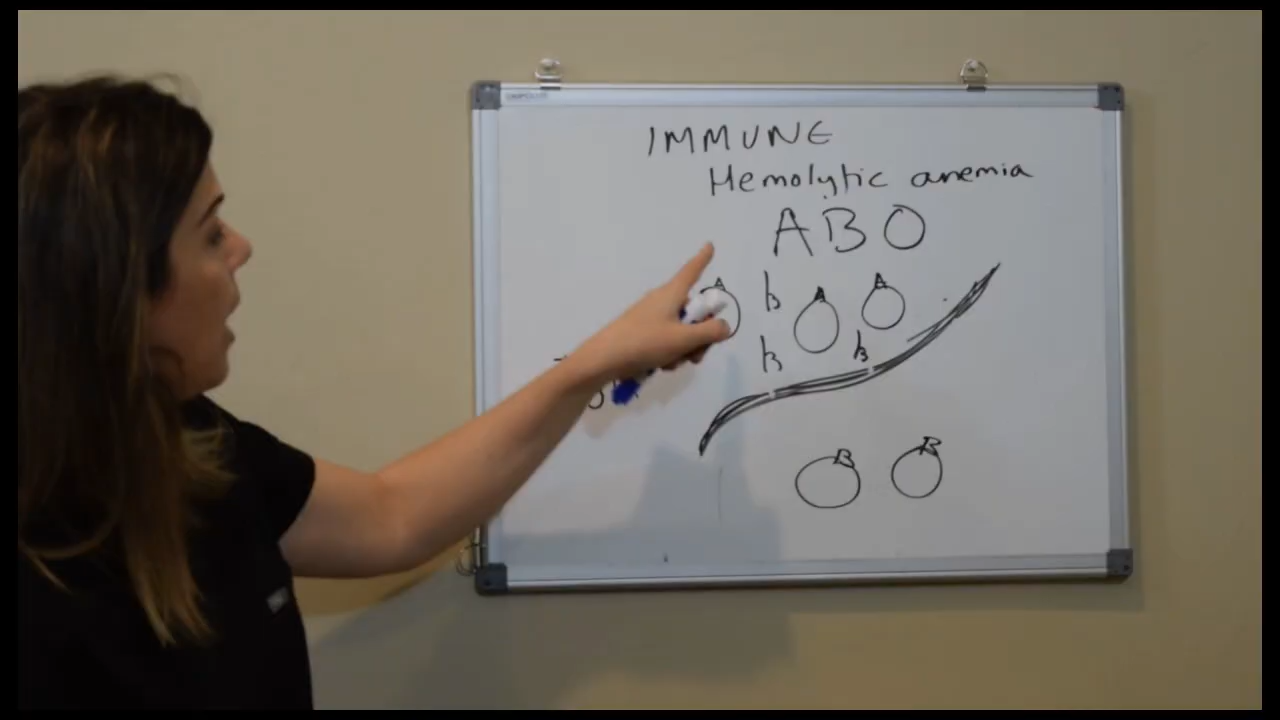 IMMUNE
Hemolytic anemia
ABO
A b A A
b b
B B